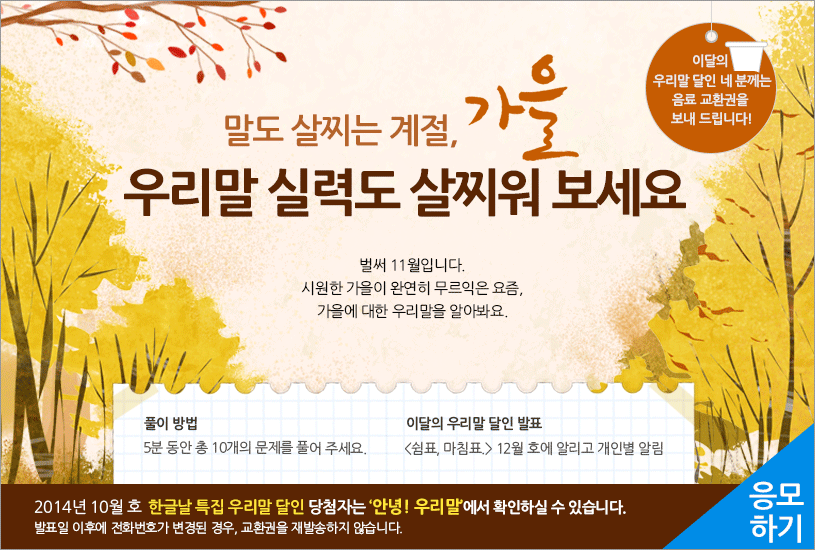 이달의
우리말 달인 네 분께는
음료 교환권을
보내 드립니다!
말도 살찌는 계절, 가을
우리말 실력도 살찌워 보세요
벌써 11월입니다.
시원한 가을이 완연히 무르익은 요즘,
가을에 대한 우리말을 알아봐요.
풀이 방법
5분 동안 총 10개의 문제를 풀어 주세요.
이달의 우리말 달인 발표
<쉼표, 마침표.> 12월 호에 알리고 개인별 알림
2014년 10월 호 한글날 특집 우리말 달인 당첨자는 '안녕! 우리말'에서 확인하실 수 있습니다.
발표일 이후에 전화번호가 변경된 경우, 교환권을 재발송하지 않습니다.
응모
하기